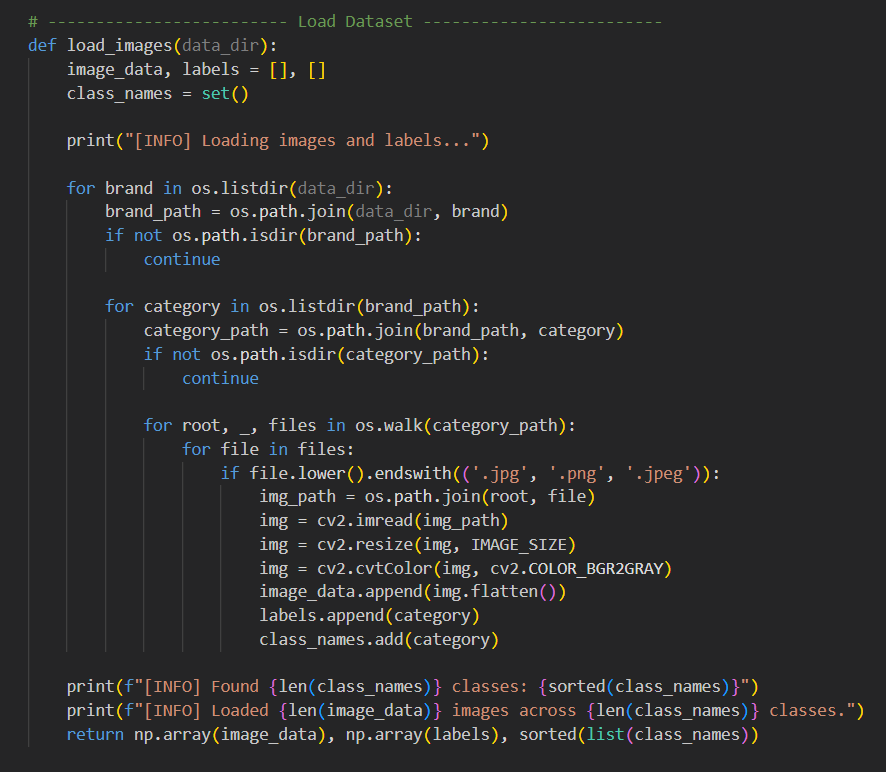 # ------------------------- Load Dataset -------------------------
def load_images(data_dir):
    image_data, labels = [], []
    class_names = set()

    print("[INFO] Loading images and labels...")

    for brand in os.listdir(data_dir):
        brand_path = os.path.join(data_dir, brand)
        if not os.path.isdir(brand_path):
            continue

        for category in os.listdir(brand_path):
            category_path = os.path.join(brand_path, category)
            if not os.path.isdir(category_path):
                continue

            for root, _, files in os.walk(category_path):
                for file in files:
                    if file.lower().endswith(('.jpg', '.png', '.jpeg')):
                        img_path = os.path.join(root, file)
                        img = cv2.imread(img_path)
                        img = cv2.resize(img, IMAGE_SIZE)
                        img = cv2.cvtColor(img, cv2.COLOR_BGR2GRAY)
                        image_data.append(img.flatten())
                        labels.append(category)
                        class_names.add(category)

    print(f"[INFO] Found {len(class_names)} classes: {sorted(class_names)}")
    print(f"[INFO] Loaded {len(image_data)} images across {len(class_names)} classes.")
    return np.array(image_data), np.array(labels), sorted(list(class_names))